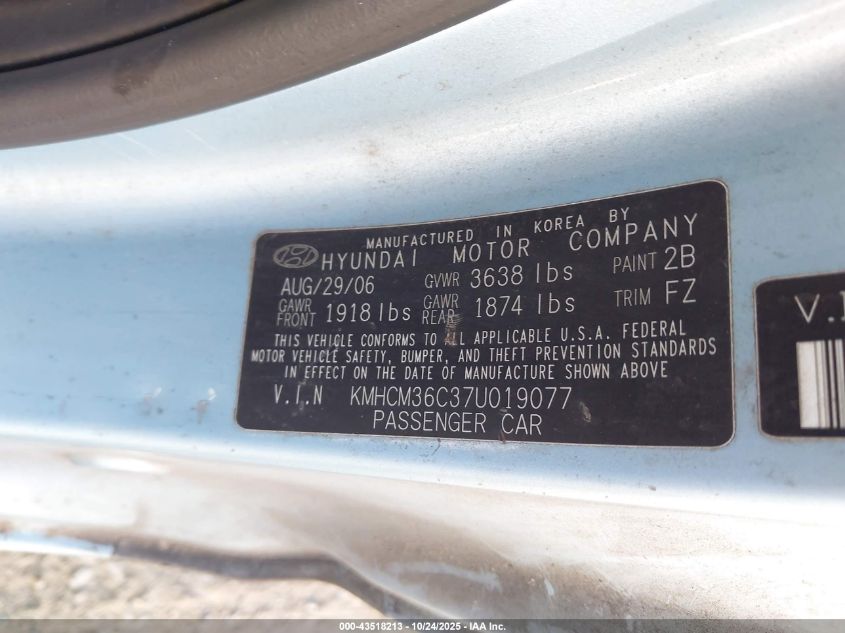 MANUFACTURED IN KOREA BY
HYUNDAI MOTOR COMPANY
AUG/29/06 GVWR 3638 lbs PAINT 2B
GAWR FRONT 1918 lbs GAWR REAR 1874 lbs TRIM FZ
THIS VEHICLE CONFORMS TO ALL APPLICABLE U.S.A. FEDERAL
MOTOR VEHICLE SAFETY, BUMPER, AND THEFT PREVENTION STANDARDS
IN EFFECT ON THE DATE OF MANUFACTURE SHOWN ABOVE
V.I.N KMHCM36C37U019077
PASSENGER CAR
000-43518213 - 10/24/2025 - IAA, Inc.